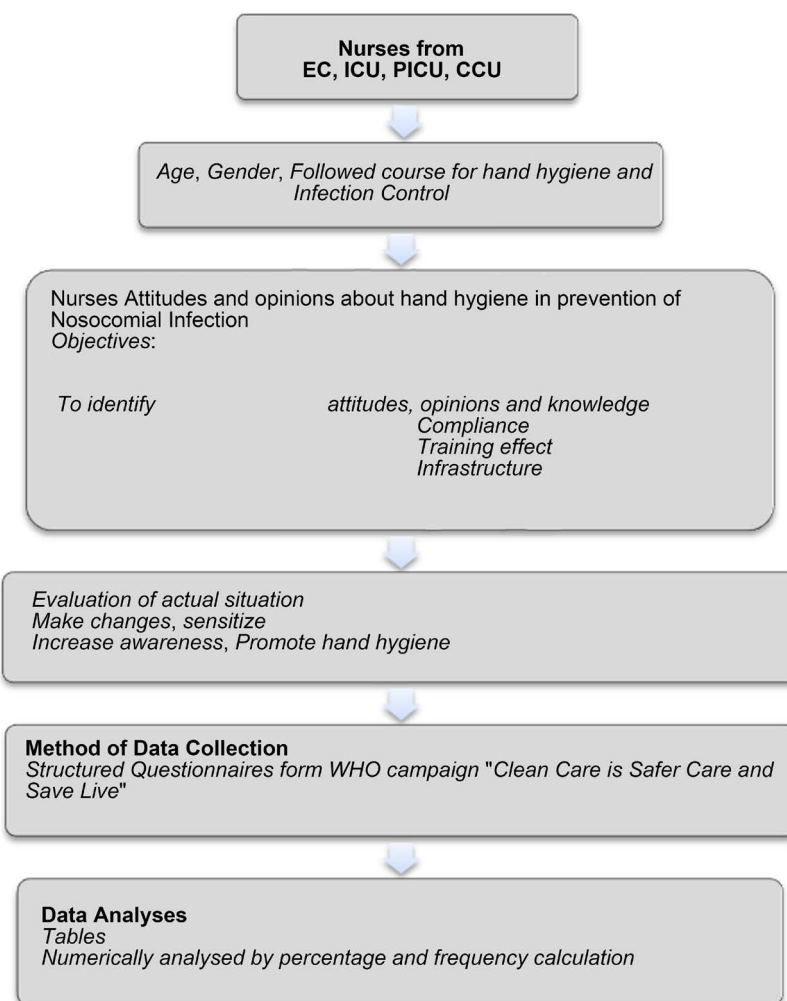 Nurses from
EC, ICU, PICU, CCU
Age, Gender, Followed course for hand hygiene and
Infection Control
Nurses Attitudes and opinions about hand hygiene in prevention of
Nosocomial Infection
Objectives:
To identify attitudes, opinions and knowledge
Compliance
Training effect
Infrastructure
Evaluation of actual situation
Make changes, sensitize
Increase awareness, Promote hand hygiene
Method of Data Collection
Structured Questionnaires form WHO campaign "Clean Care is Safer Care and
Save Live"
Data Analyses
Tables
Numerically analysed by percentage and frequency calculation